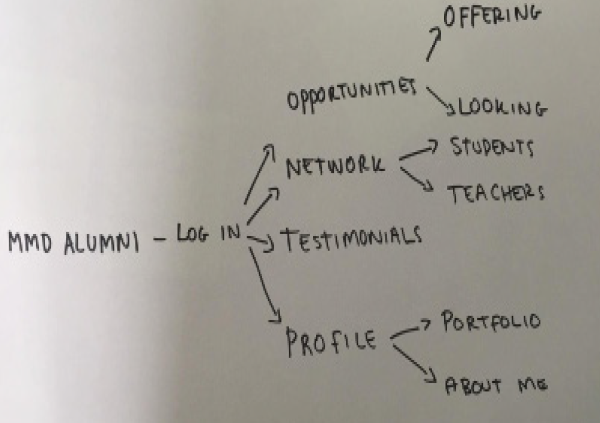 OFFERING
OPPORTUNITIES
LOOKING
STUDENTS
NETWORK
TEACHERS
MMD ALUMNI - LOG IN
TESTIMONIALS
PORTFOLIO
PROFILE
ABOUT ME